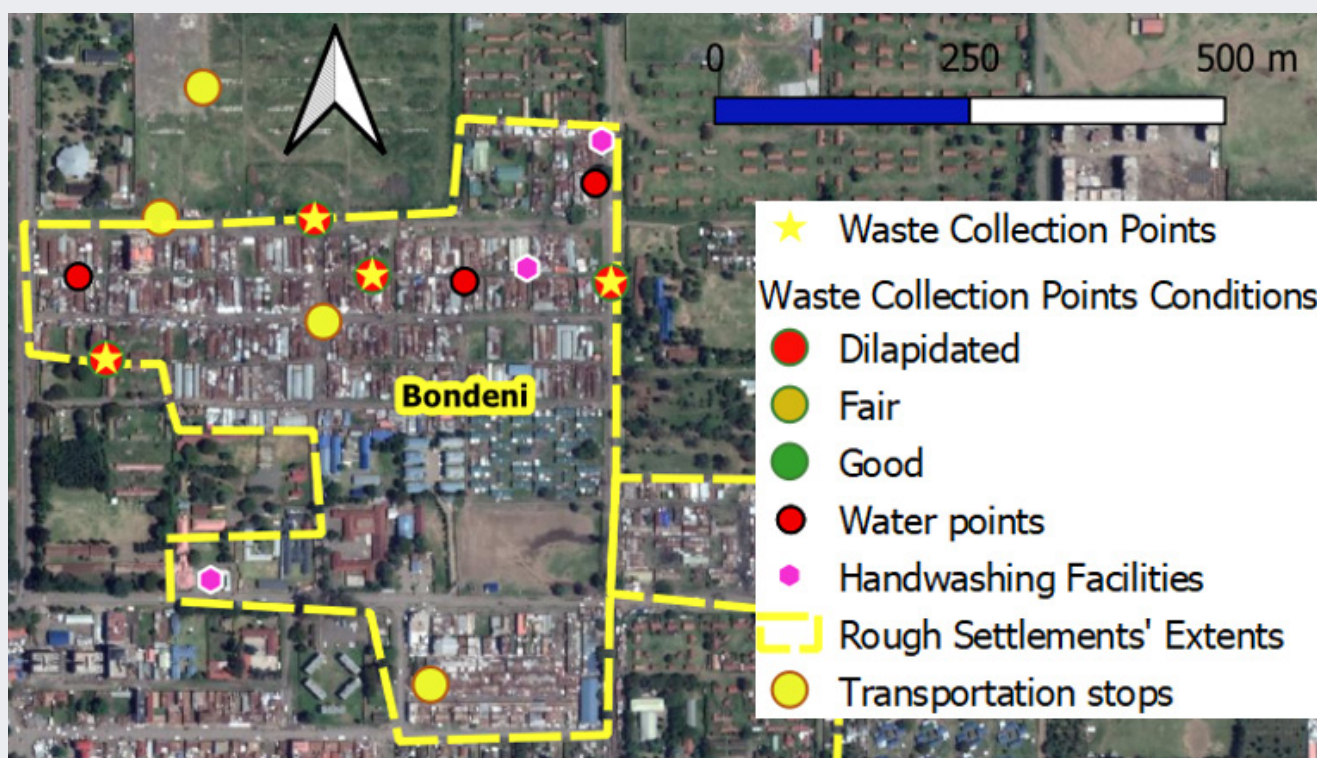 0 250 500 m
Waste Collection Points
Waste Collection Points Conditions
Dilapidated
Fair
Good
Water points
Handwashing Facilities
Rough Settlements' Extents
Transportation stops
Bondeni